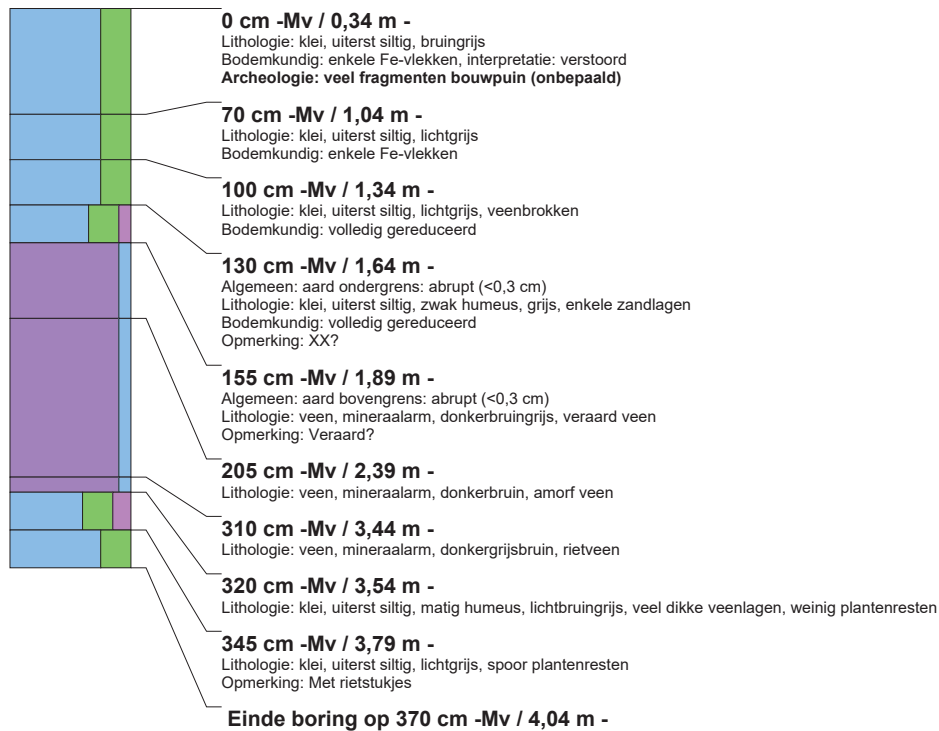 0 cm -Mv / 0,34 m -
Lithologie: klei, uiterst siltig, bruingrijs
Bodemkundig: enkele Fe-vlekken, interpretatie: verstoord
Archeologie: veel fragmenten bouwpuin (onbepaald)
70 cm -Mv / 1,04 m -
Lithologie: klei, uiterst siltig, lichtgrijs
Bodemkundig: enkele Fe-vlekken
100 cm -Mv / 1,34 m -
Lithologie: klei, uiterst siltig, lichtgrijs, veenbrokken
Bodemkundig: volledig gereduceerd
130 cm -Mv / 1,64 m -
Algemeen: aard ondergrens: abrupt (<0,3 cm)
Lithologie: klei, uiterst siltig, zwak humeus, grijs, enkele zandlagen
Bodemkundig: volledig gereduceerd
Opmerking: XX?
155 cm -Mv / 1,89 m -
Algemeen: aard bovengrens: abrupt (<0,3 cm)
Lithologie: veen, mineraalarm, donkerbruingrijs, veraard veen
Opmerking: Veraard?
205 cm -Mv / 2,39 m -
Lithologie: veen, mineraalarm, donkerbruin, amorf veen
310 cm -Mv / 3,44 m -
Lithologie: veen, mineraalarm, donkergrijsbruin, rietveen
320 cm -Mv / 3,54 m -
Lithologie: klei, uiterst siltig, matig humeus, lichtbruingrijs, veel dikke veenlagen, weinig plantenresten
345 cm -Mv / 3,79 m -
Lithologie: klei, uiterst siltig, lichtgrijs, spoor plantenresten
Opmerking: Met rietstukjes
Einde boring op 370 cm -Mv / 4,04 m -